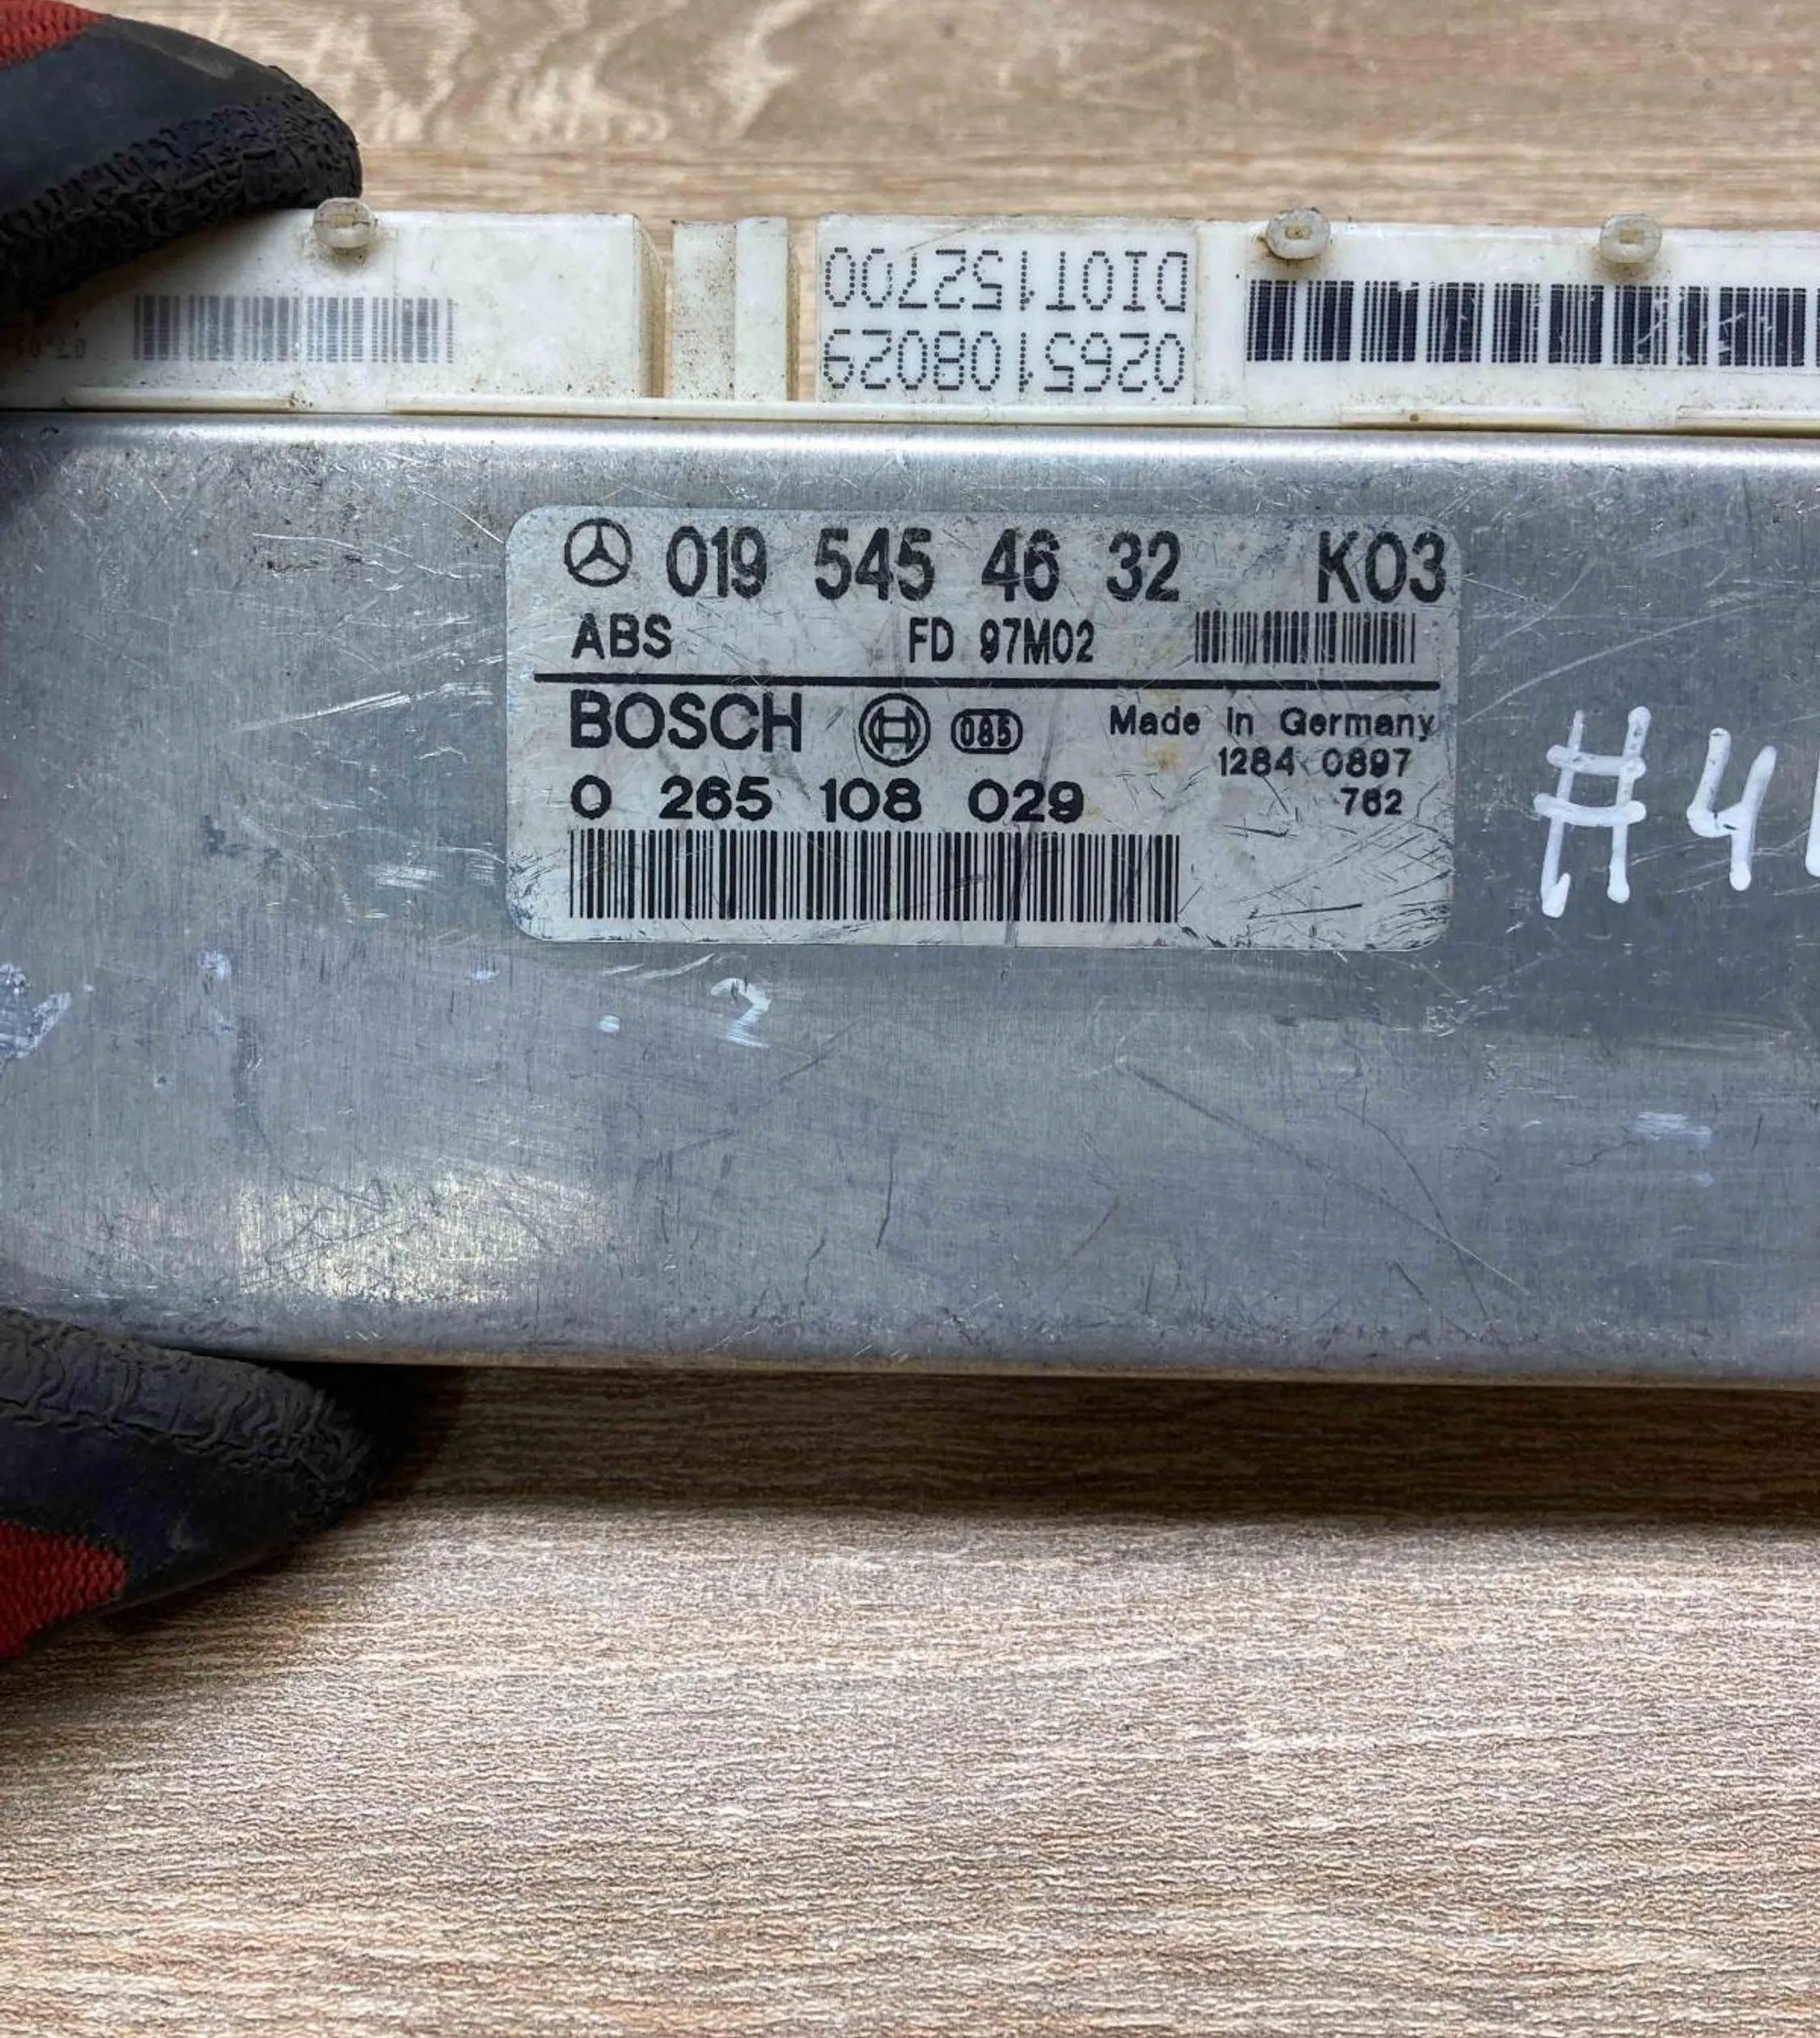 DIOT152700
0265108029
019 545 46 32 K03
ABS FD 97M02
BOSCH 085 Made in Germany
1284 0897
0 265 108 029 762
#4